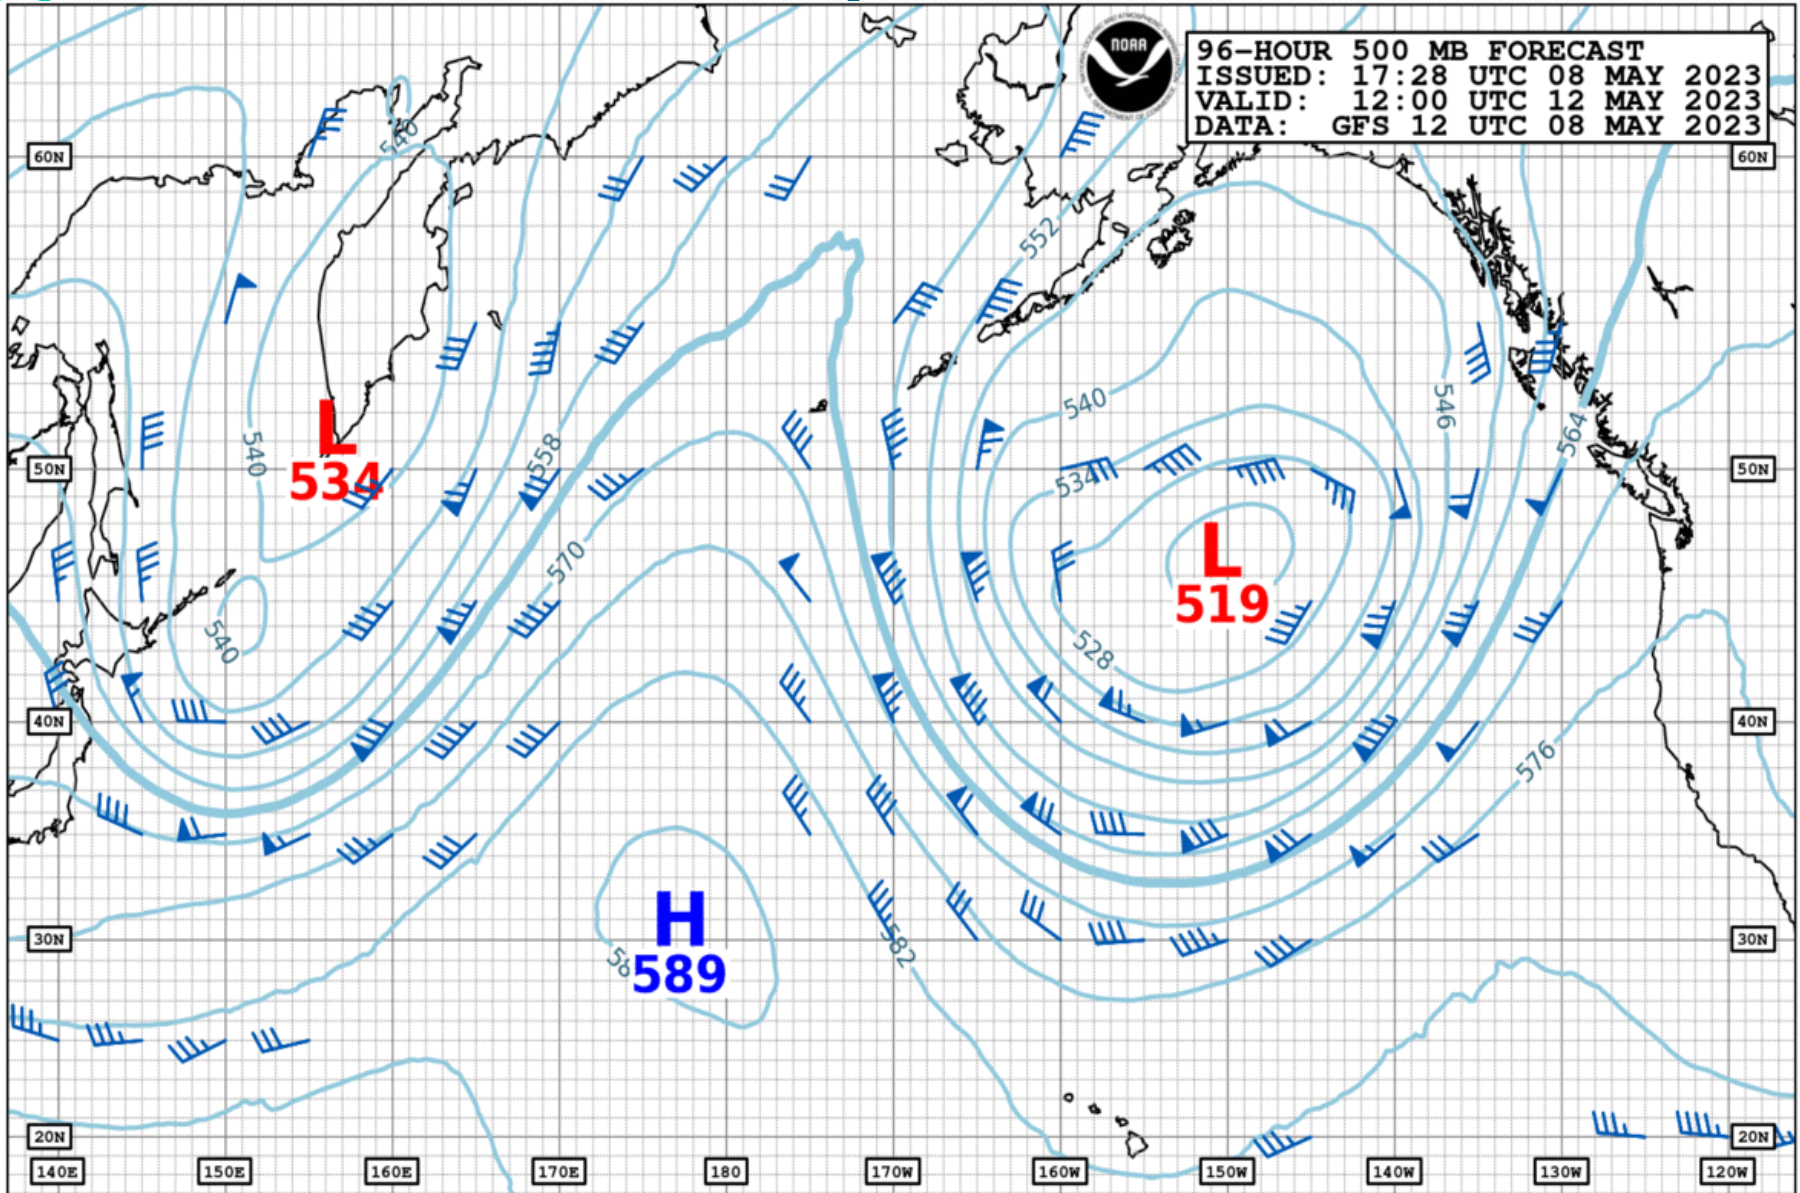 NOAA
96-HOUR 500 MB FORECAST
ISSUED: 17:28 UTC 08 MAY 2023
VALID: 12:00 UTC 12 MAY 2023
DATA: GFS 12 UTC 08 MAY 2023
60N
540
60N
552
540
546
564
L
534
540
558
50N
534
50N
570
L
519
540
528
40N
40N
576
H
589
30N
582
30N
20N
20N
140E
150E
160E
170E
180
170W
160W
150W
140W
130W
120W